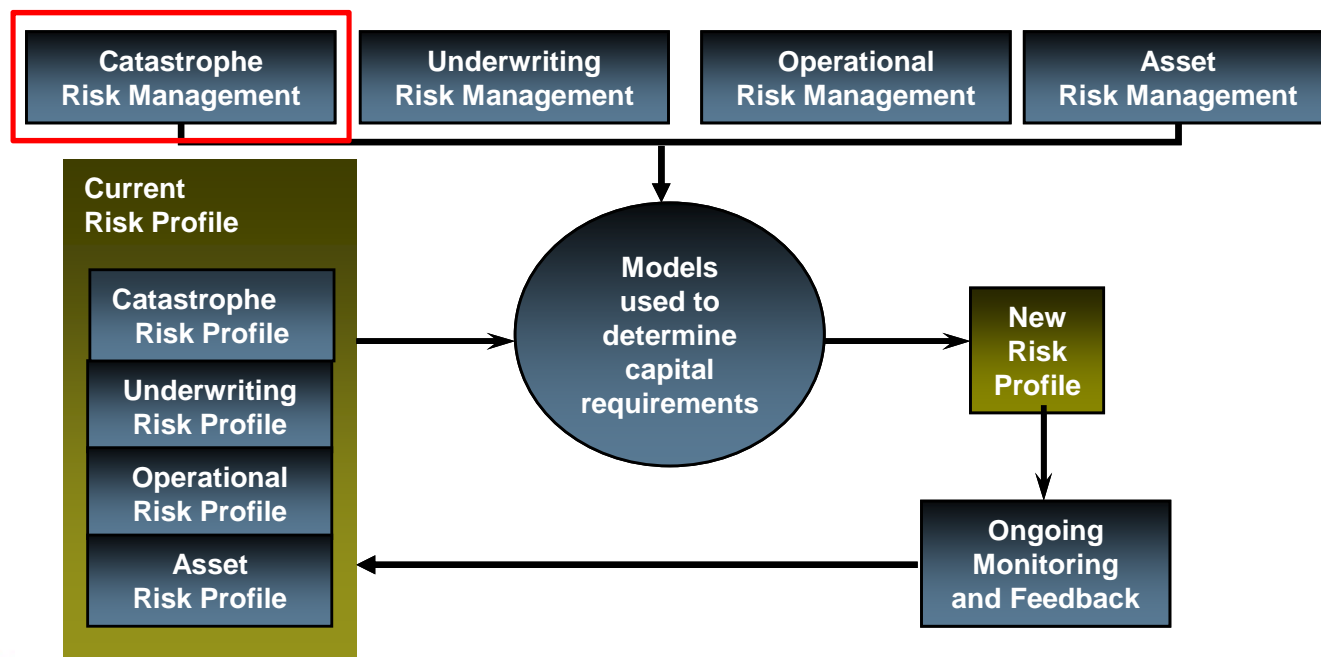 Catastrophe
Risk Management
Underwriting
Risk Management
Operational
Risk Management
Asset
Risk Management
Current
Risk Profile
Catastrophe
Risk Profile
Underwriting
Risk Profile
Operational
Risk Profile
Asset
Risk Profile
Models
used to
determine
capital
requirements
New
Risk
Profile
Ongoing
Monitoring
and Feedback